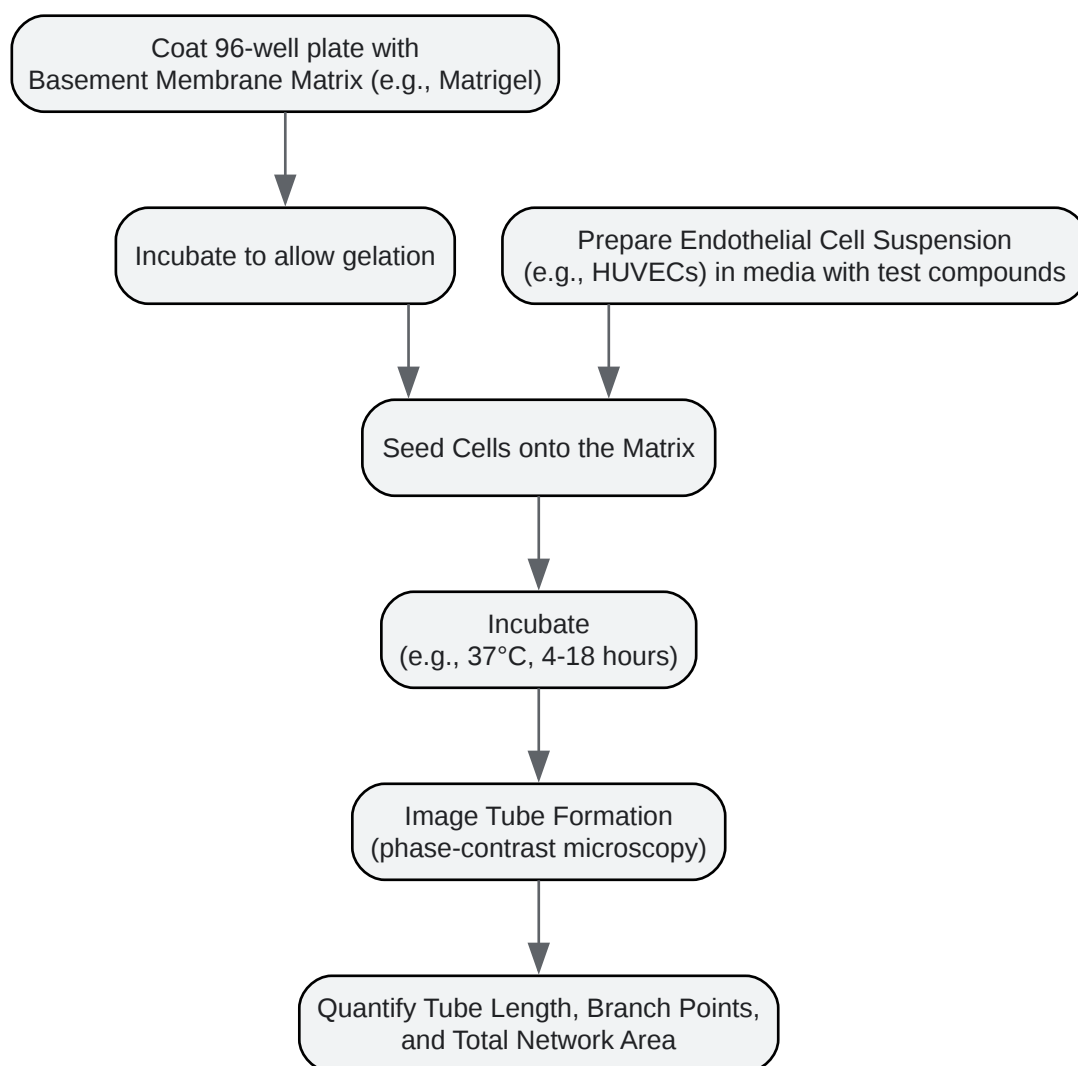 Coat 96-well plate with
Basement Membrane Matrix (e.g., Matrigel)
Incubate to allow gelation
Prepare Endothelial Cell Suspension
(e.g., HUVECs) in media with test compounds
Seed Cells onto the Matrix
Incubate
(e.g., 37°C, 4-18 hours)
Image Tube Formation
(phase-contrast microscopy)
Quantify Tube Length, Branch Points,
and Total Network Area